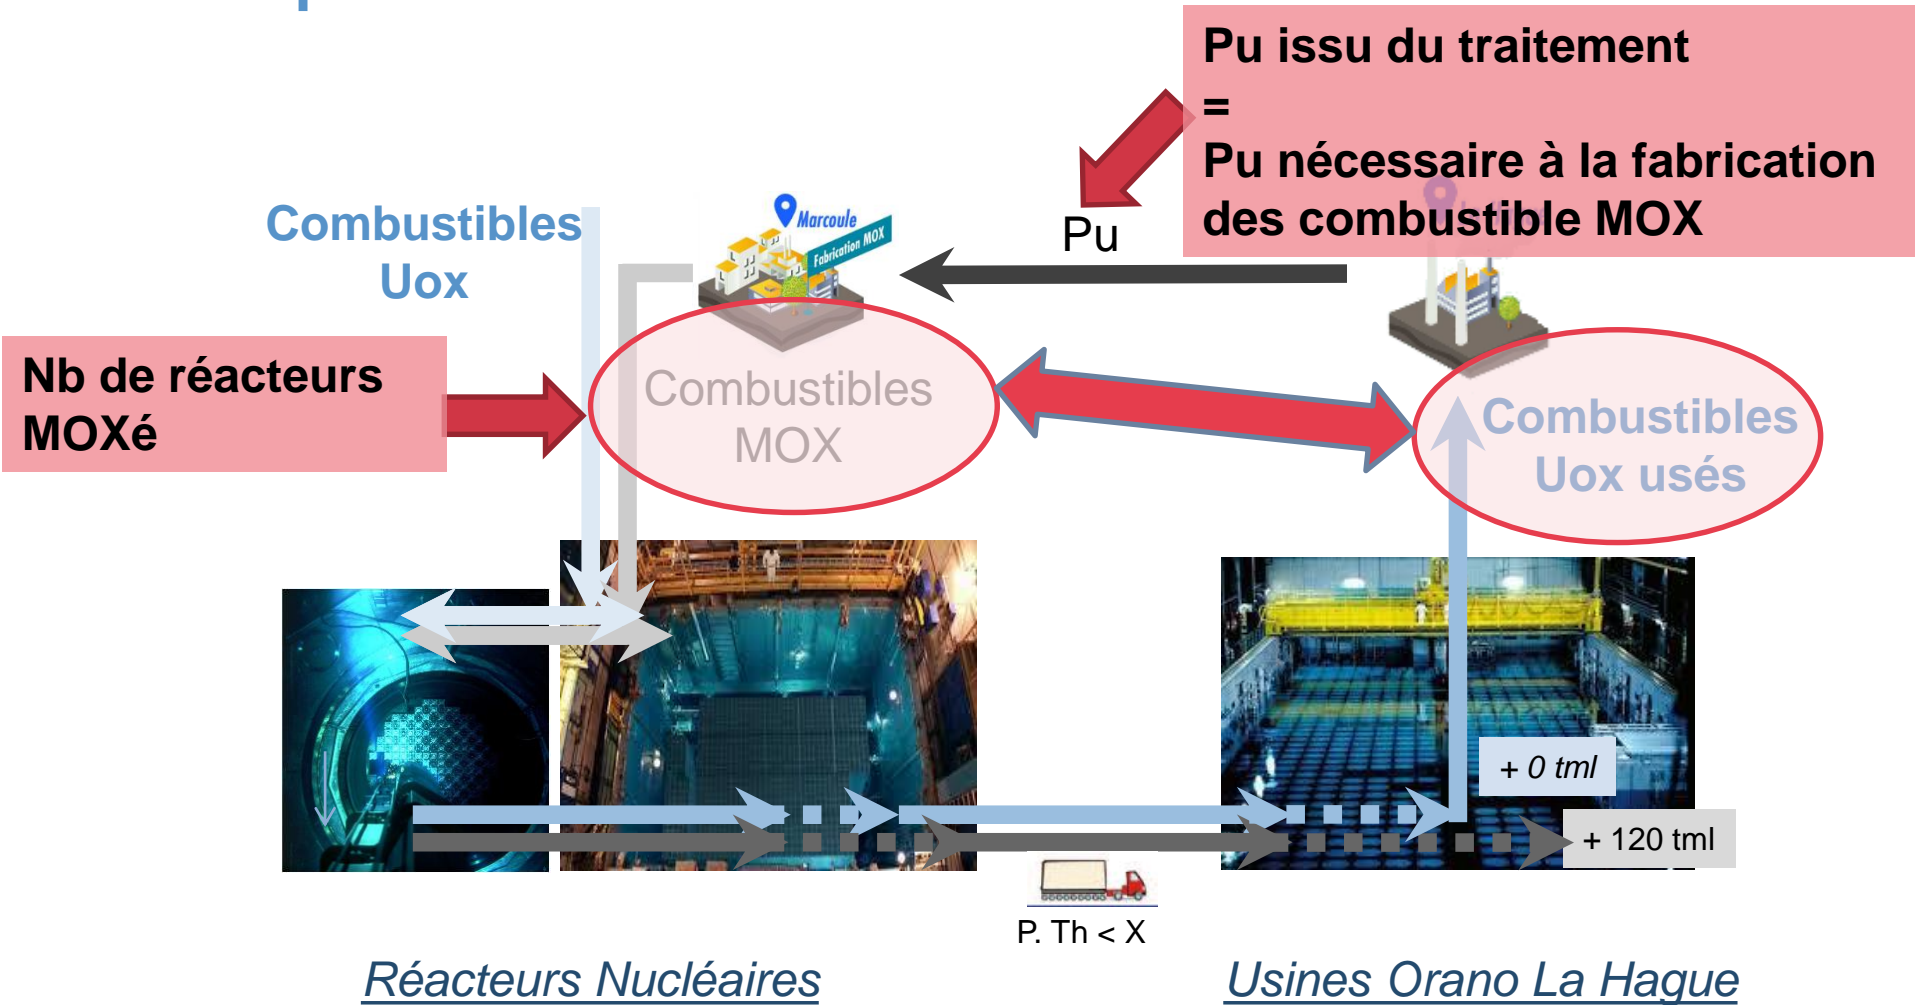 Pu issu du traitement
=
Pu nécessaire à la fabrication
des combustible MOX
Combustibles
Uox
Marcoule
Fabrication MOX
Pu
Nb de réacteurs
MOXé
Combustibles
MOX
Combustibles
Uox usés
+ 0 tml
+ 120 tml
P. Th < X
Réacteurs Nucléaires
Usines Orano La Hague